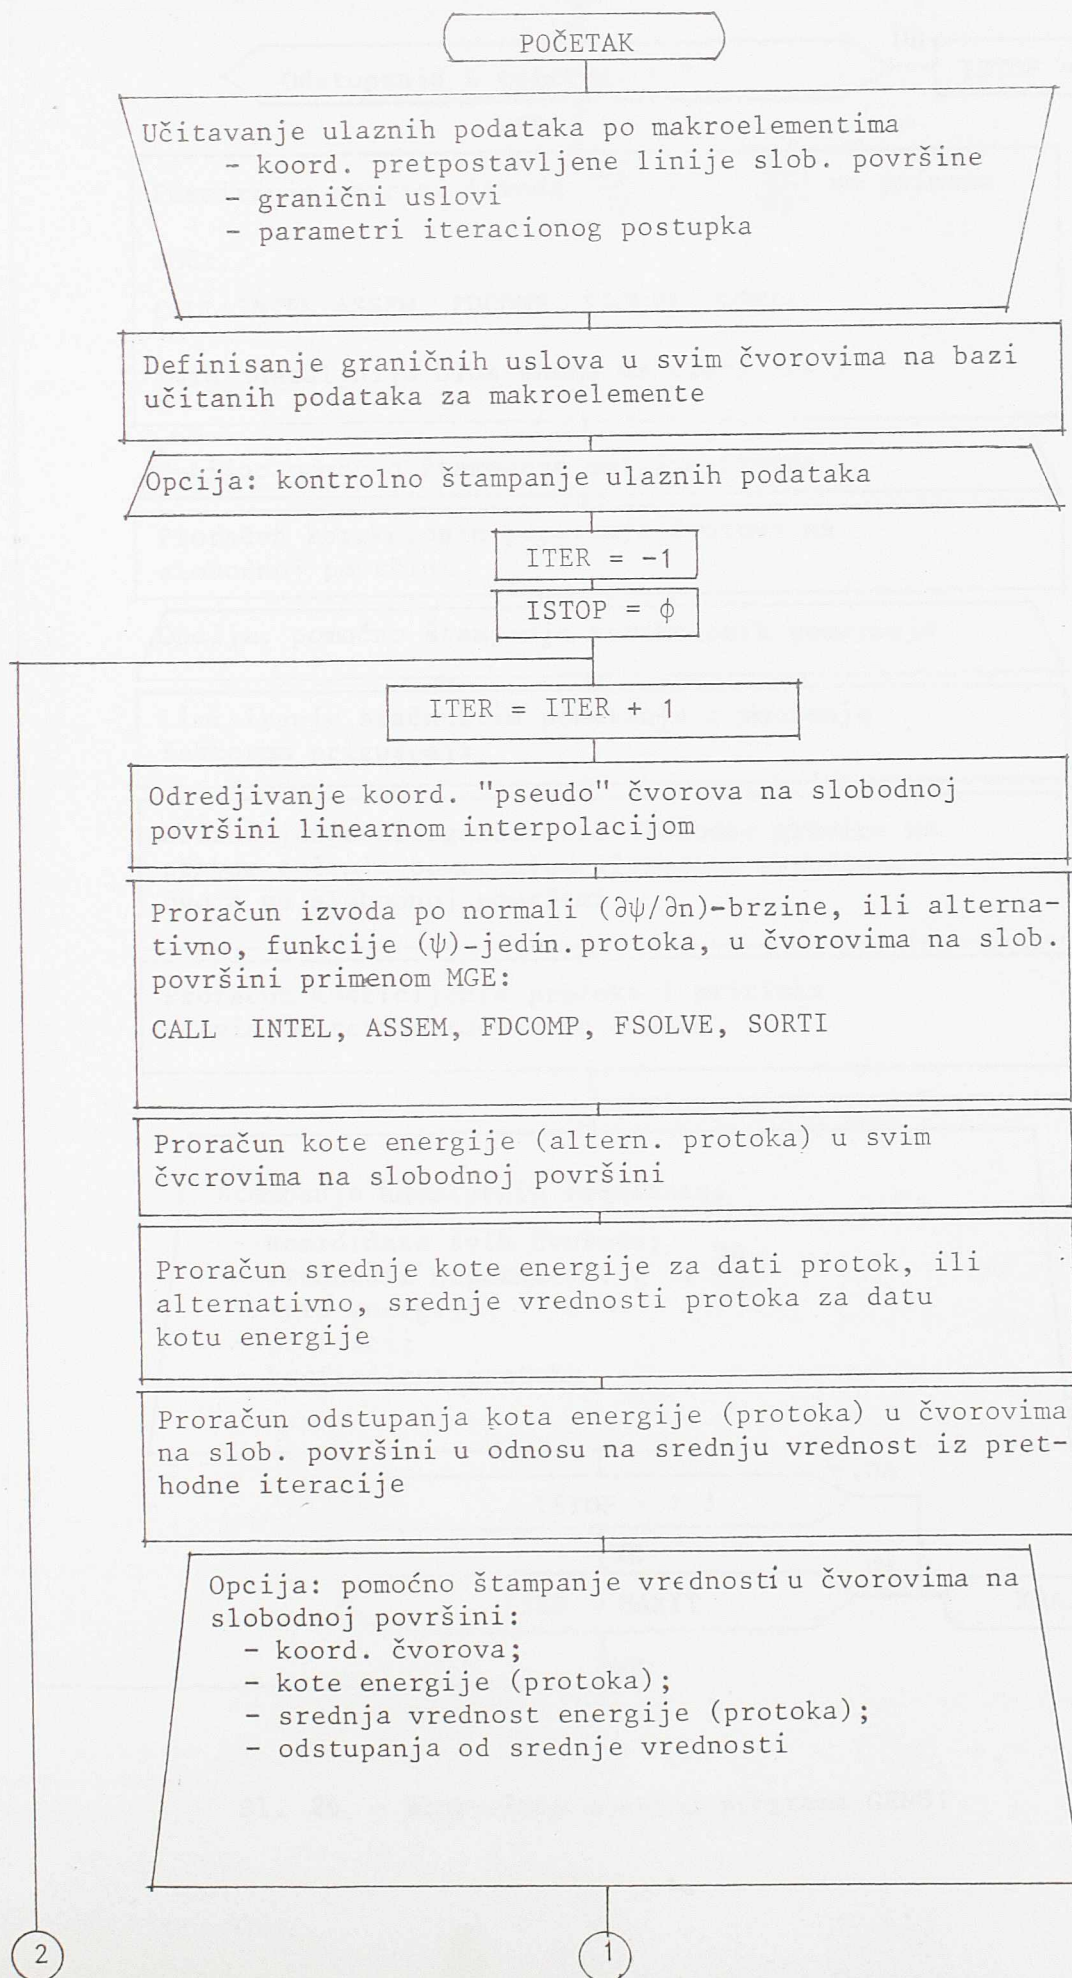 POČETAK
Učitavanje ulaznih podataka po makroelementima
- koord. pretpostavljene linije slob. površine
- granični uslovi
- parametri iteracionog postupka
Definisanje graničnih uslova u svim čvorovima na bazi
učitanih podataka za makroelemente
Opcija: kontrolno štampanje ulaznih podataka
ITER = -1
ISTOP = ϕ
ITER = ITER + 1
Odredjivanje koord. "pseudo" čvorova na slobodnoj
površini linearnom interpolacijom
Proračun izvoda po normali (∂ψ/∂n)-brzine, ili alterna-
tivno, funkcije (ψ)-jedin.protoka, u čvorovima na slob.
površini primenom MGE:
CALL INTEL, ASSEM, FDCOMP, FSOLVE, SORTI
Proračun kote energije (altern. protoka) u svim
čvcrovima na slobodnoj površini
Proračun srednje kote energije za dati protok, ili
alternativno, srednje vrednosti protoka za datu
kotu energije
Proračun odstupanja kota energije (protoka) u čvorovima
na slob. površini u odnosu na srednju vrednost iz pret-
hodne iteracije
Opcija: pomoćno štampanje vrednosti u čvorovima na
slobodnoj površini:
- koord. čvorova;
- kote energije (protoka);
- srednja vrednost energije (protoka);
- odstupanja od srednje vrednosti
2
1